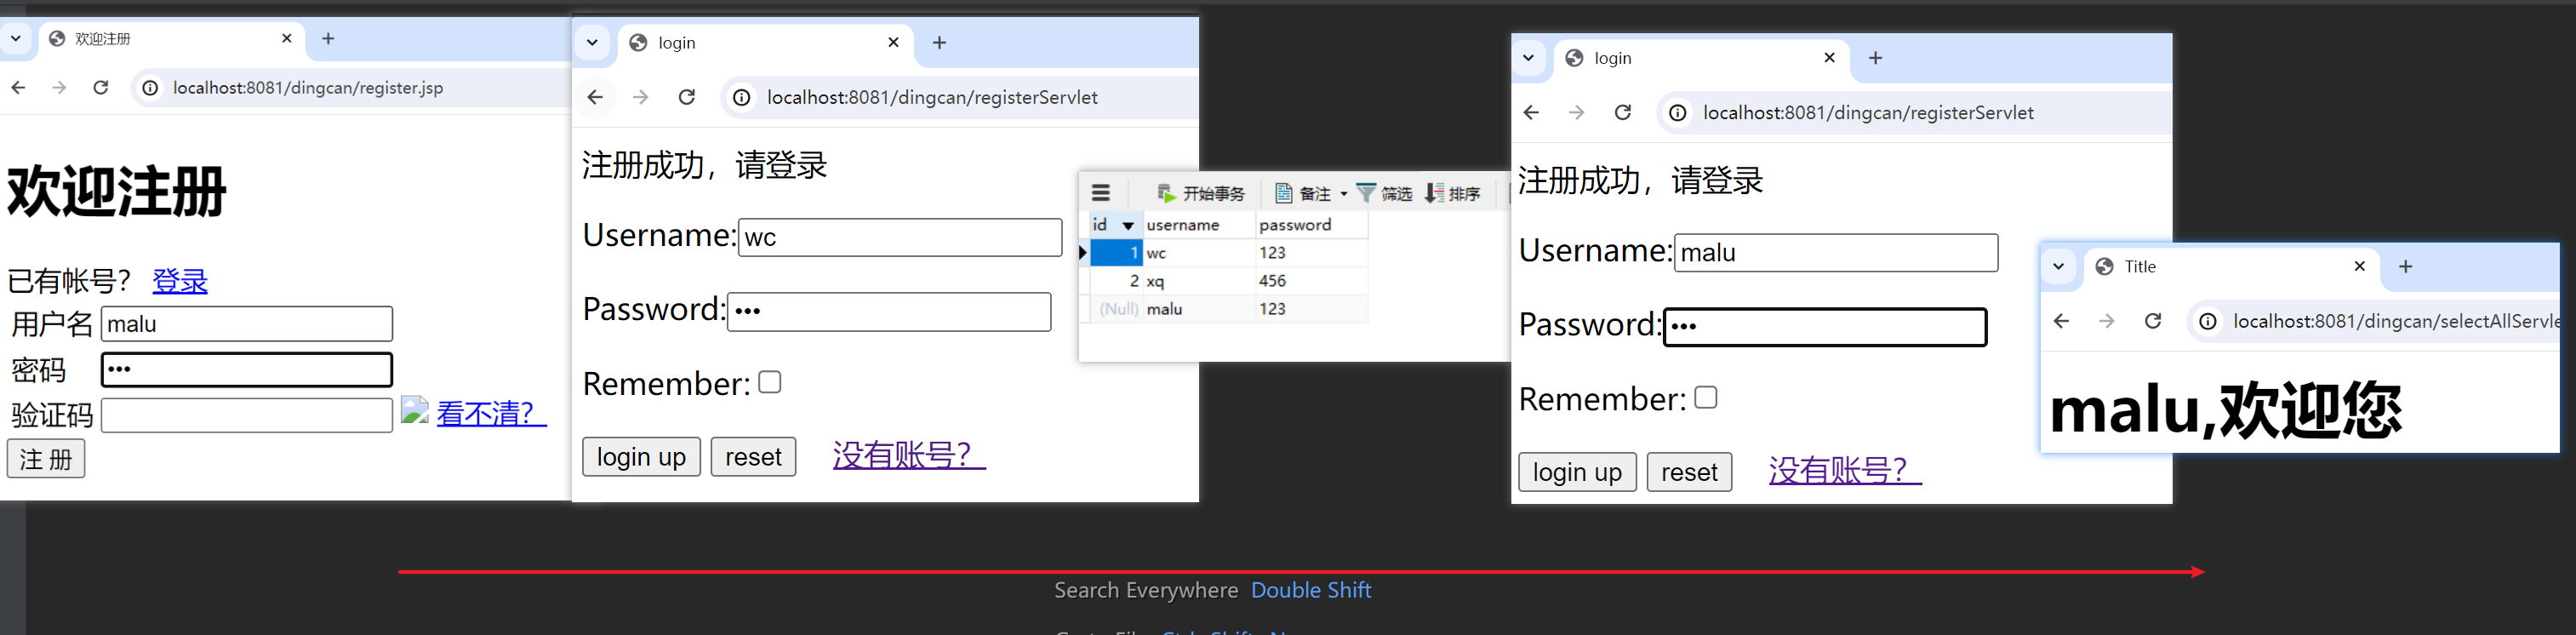 欢迎注册
localhost:8081/dingcan/register.jsp
欢迎注册
已有帐号? 登录
用户名 malu
密码 •••
验证码 看不清?
注 册
login
localhost:8081/dingcan/registerServlet
注册成功，请登录
Username: wc
Password: •••
Remember:
login up reset 没有账号?
开始事务 备注 筛选 排序
id username password
1 wc 123
2 xq 456
(Null) malu 123
login
localhost:8081/dingcan/registerServlet
注册成功，请登录
Username: malu
Password: •••
Remember:
login up reset 没有账号?
Title
localhost:8081/dingcan/selectAllServle
malu,欢迎您
Search Everywhere Double Shift